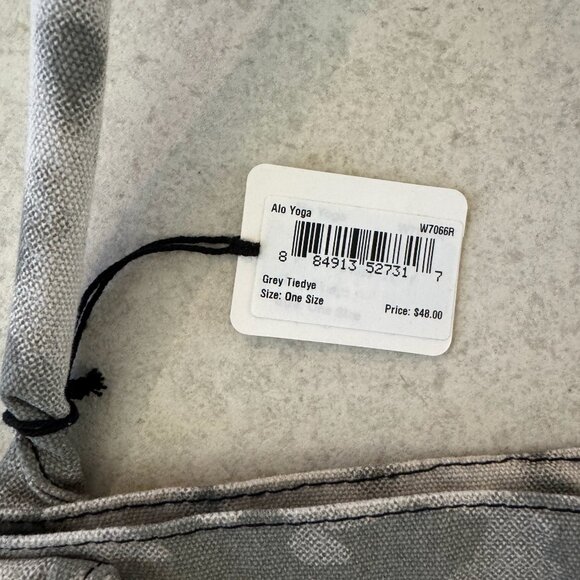 Alo Yoga
W7066R
8 84913 52731 7
Grey Tiedye
Size: One Size
Price: $48.00